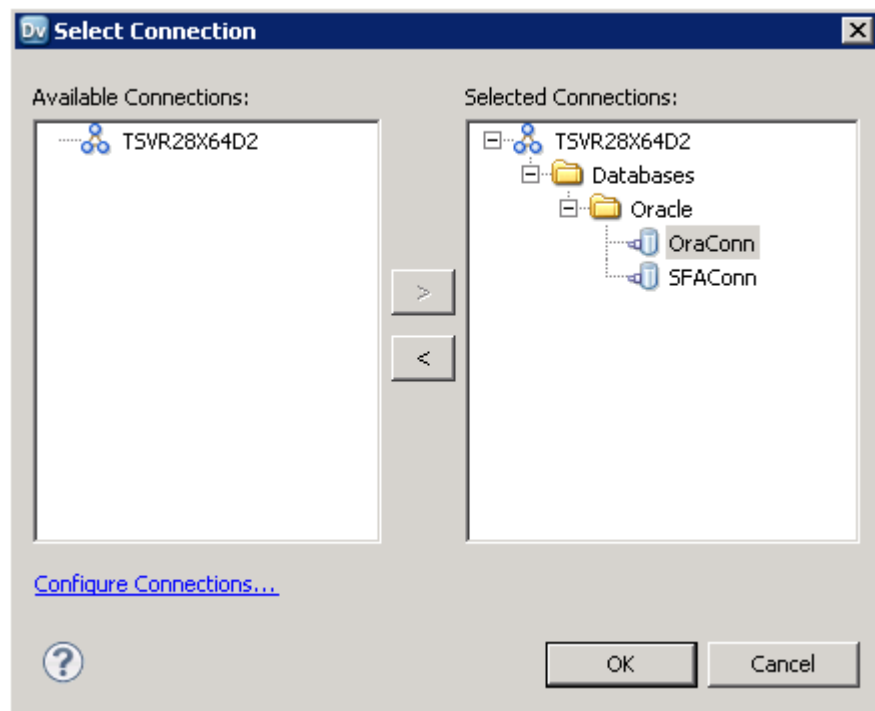 Dv Select Connection
Available Connections:
TSVR28X64D2
Selected Connections:
TSVR28X64D2
Databases
Oracle
OraConn
SFAConn
>
<
Configure Connections...
?
OK
Cancel